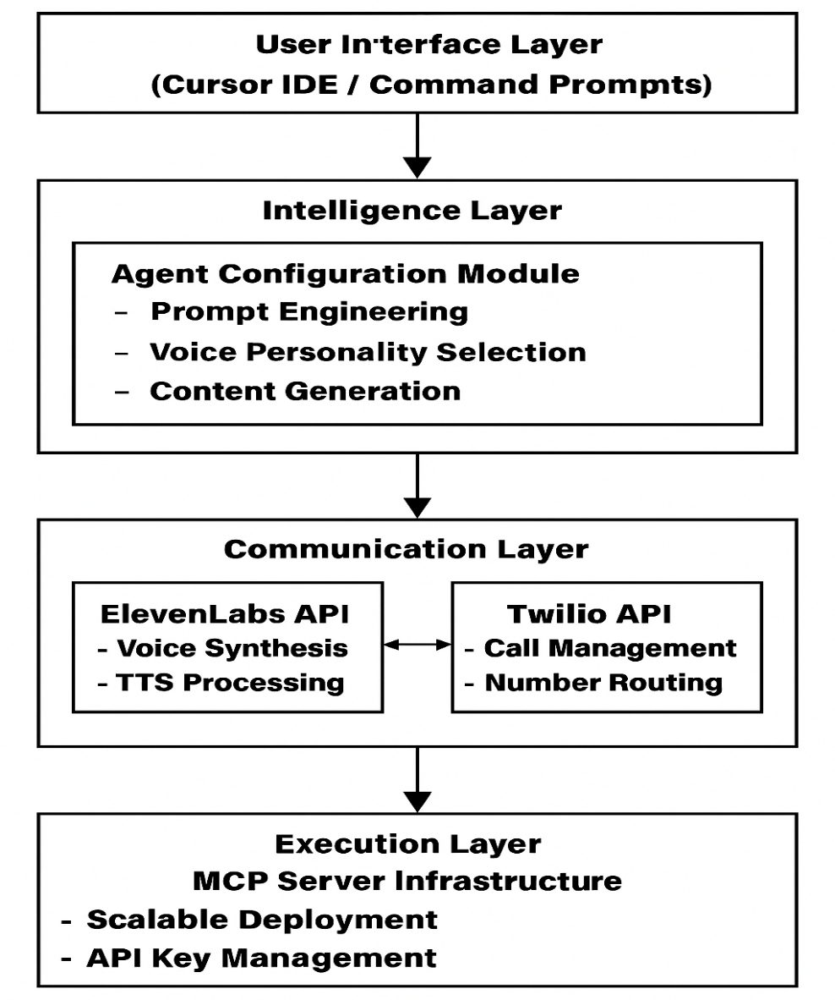 User Interface Layer
(Cursor IDE / Command Prompts)
Intelligence Layer
Agent Configuration Module
– Prompt Engineering
– Voice Personality Selection
– Content Generation
Communication Layer
ElevenLabs API
- Voice Synthesis
- TTS Processing
Twilio API
- Call Management
- Number Routing
Execution Layer
MCP Server Infrastructure
- Scalable Deployment
- API Key Management